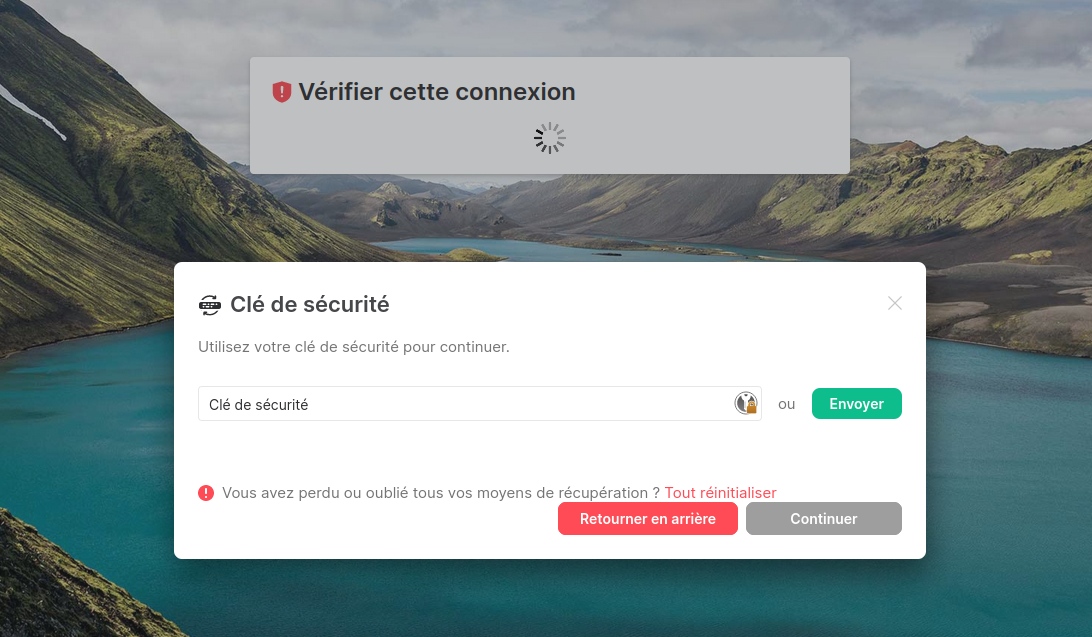 Vérifier cette connexion
Clé de sécurité
Utilisez votre clé de sécurité pour continuer.
Clé de sécurité
ou
Envoyer
Vous avez perdu ou oublié tous vos moyens de récupération ? Tout réinitialiser
Retourner en arrière
Continuer